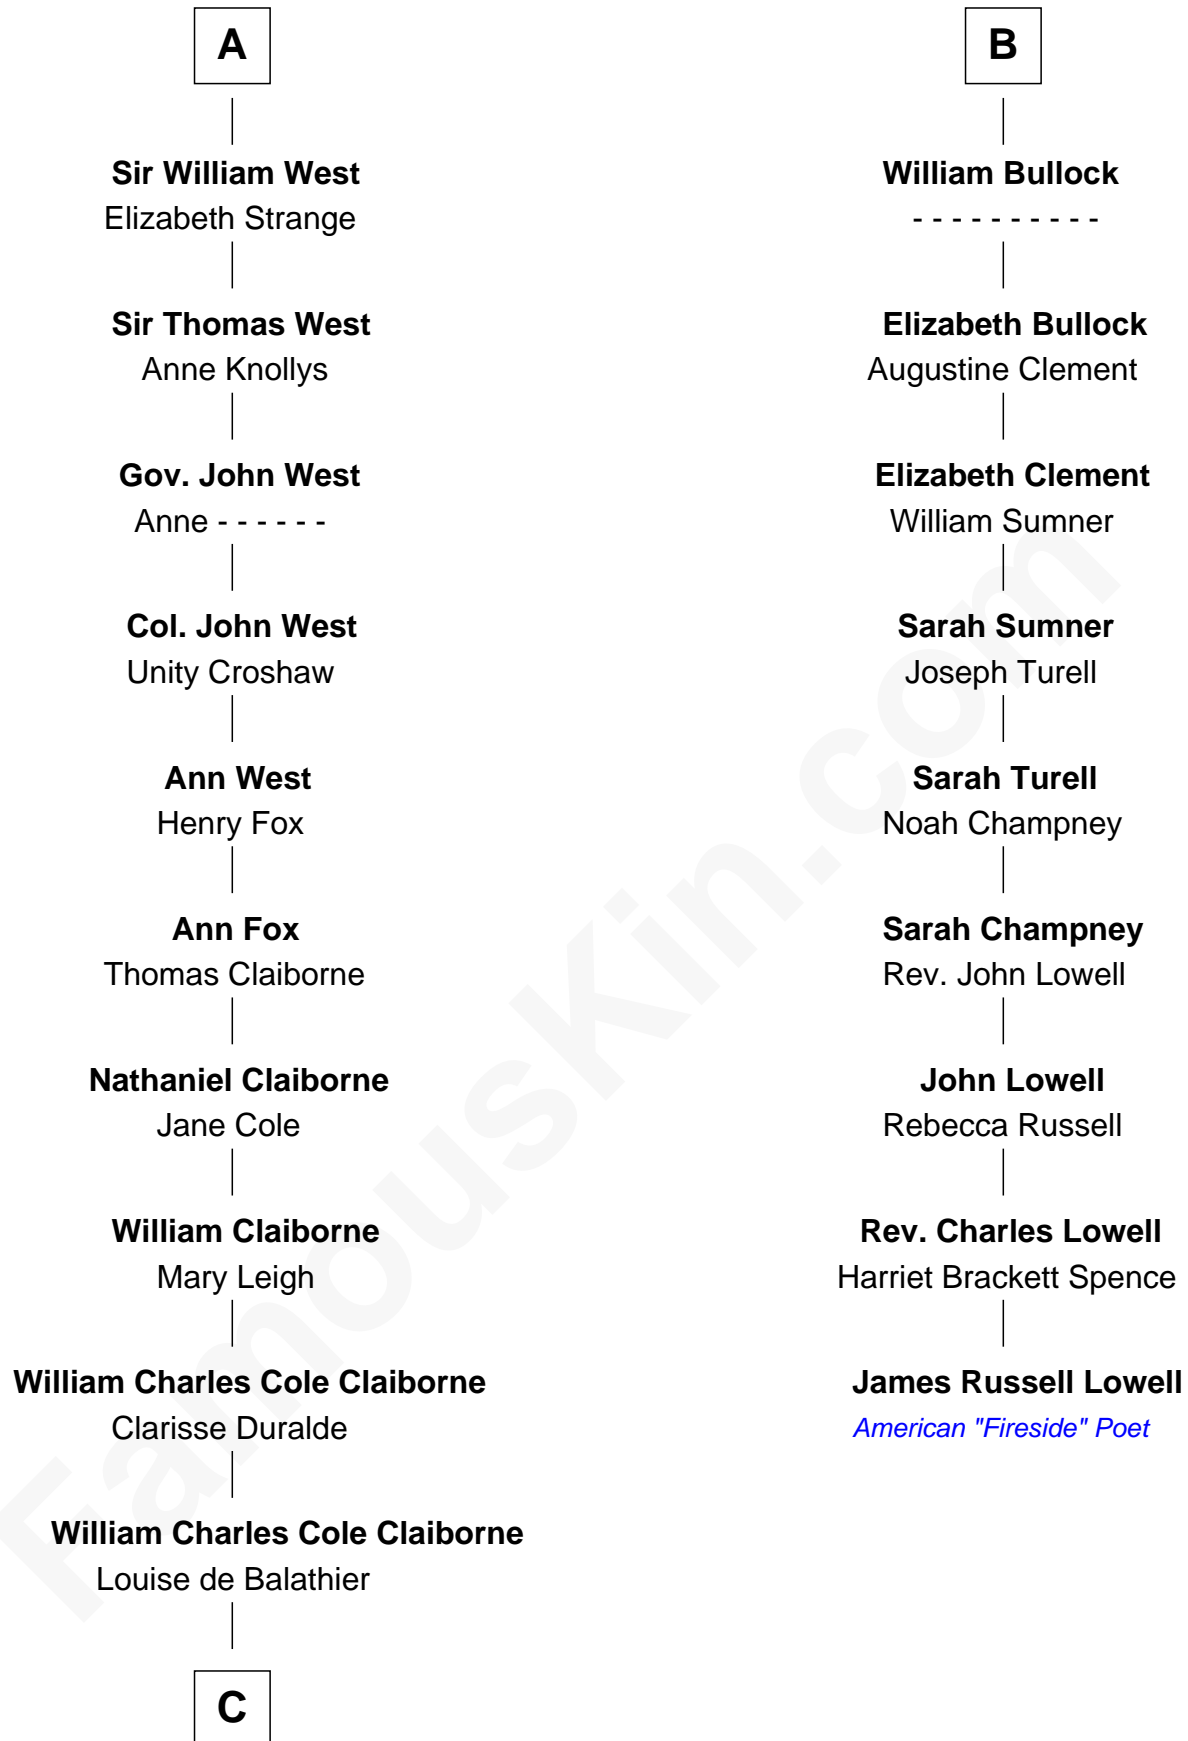 A
Sir William West
Elizabeth Strange
Sir Thomas West
Anne Knollys
Gov. John West
Anne - - - - - -
Col. John West
Unity Croshaw
Ann West
Henry Fox
Ann Fox
Thomas Claiborne
Nathaniel Claiborne
Jane Cole
William Claiborne
Mary Leigh
William Charles Cole Claiborne
Clarisse Duralde
William Charles Cole Claiborne
Louise de Balathier
C
B
William Bullock
- - - - - - - - - -
Elizabeth Bullock
Augustine Clement
Elizabeth Clement
William Sumner
Sarah Sumner
Joseph Turell
Sarah Turell
Noah Champney
Sarah Champney
Rev. John Lowell
John Lowell
Rebecca Russell
Rev. Charles Lowell
Harriet Brackett Spence
James Russell Lowell
American "Fireside" Poet
FamousKin.com